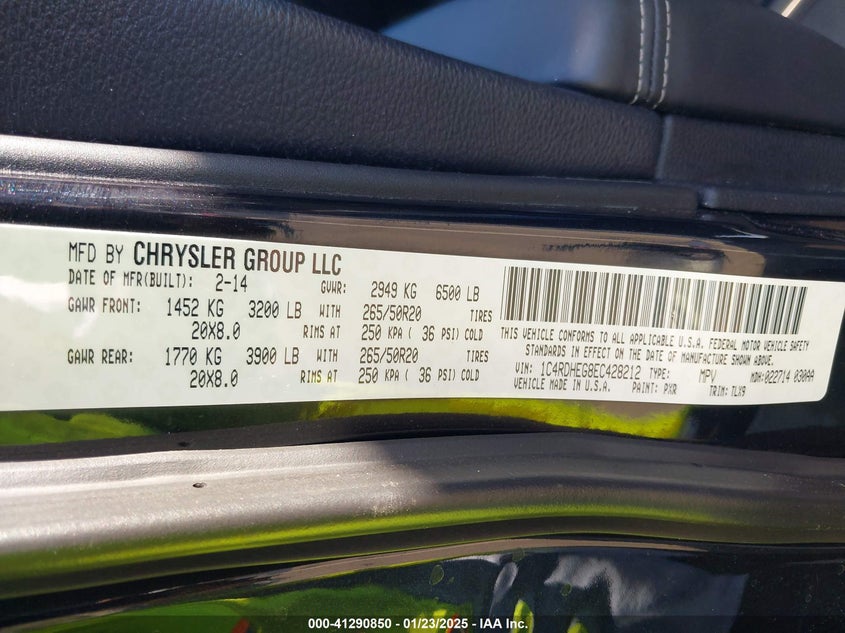 MFD BY CHRYSLER GROUP LLC
DATE OF MFR(BUILT): 2-14 GVWR: 2949 KG 6500 LB
GAWR FRONT: 1452 KG 3200 LB WITH 265/50R20 TIRES
20X8.0 RIMS AT 250 KPA ( 36 PSI) COLD
GAWR REAR: 1770 KG 3900 LB WITH 265/50R20 TIRES
20X8.0 RIMS AT 250 KPA ( 36 PSI) COLD
THIS VEHICLE CONFORMS TO ALL APPLICABLE U.S.A. FEDERAL MOTOR VEHICLE SAFETY
STANDARDS IN EFFECT ON THE DATE OF MANUFACTURE SHOWN ABOVE.
VIN: 1C4RDHEG8EC428212 TYPE: MPV MDH:022714 030AA
VEHICLE MADE IN U.S.A. PAINT: PXR TRIM: TLX9
000-41290850 - 01/23/2025 - IAA Inc.